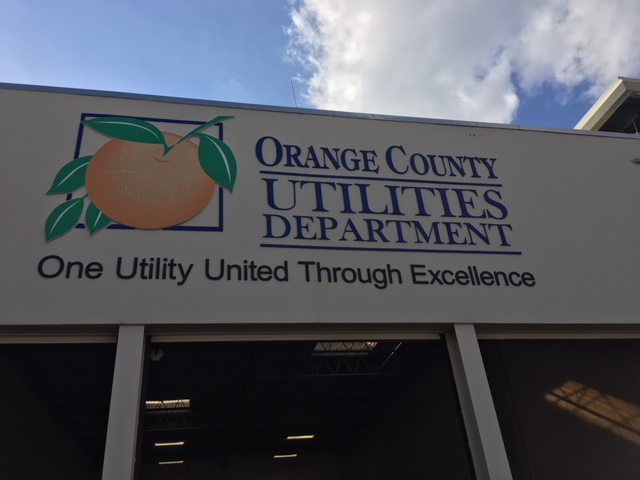 ORANGE COUNTY
UTILITIES
DEPARTMENT
One Utility United Through Excellence